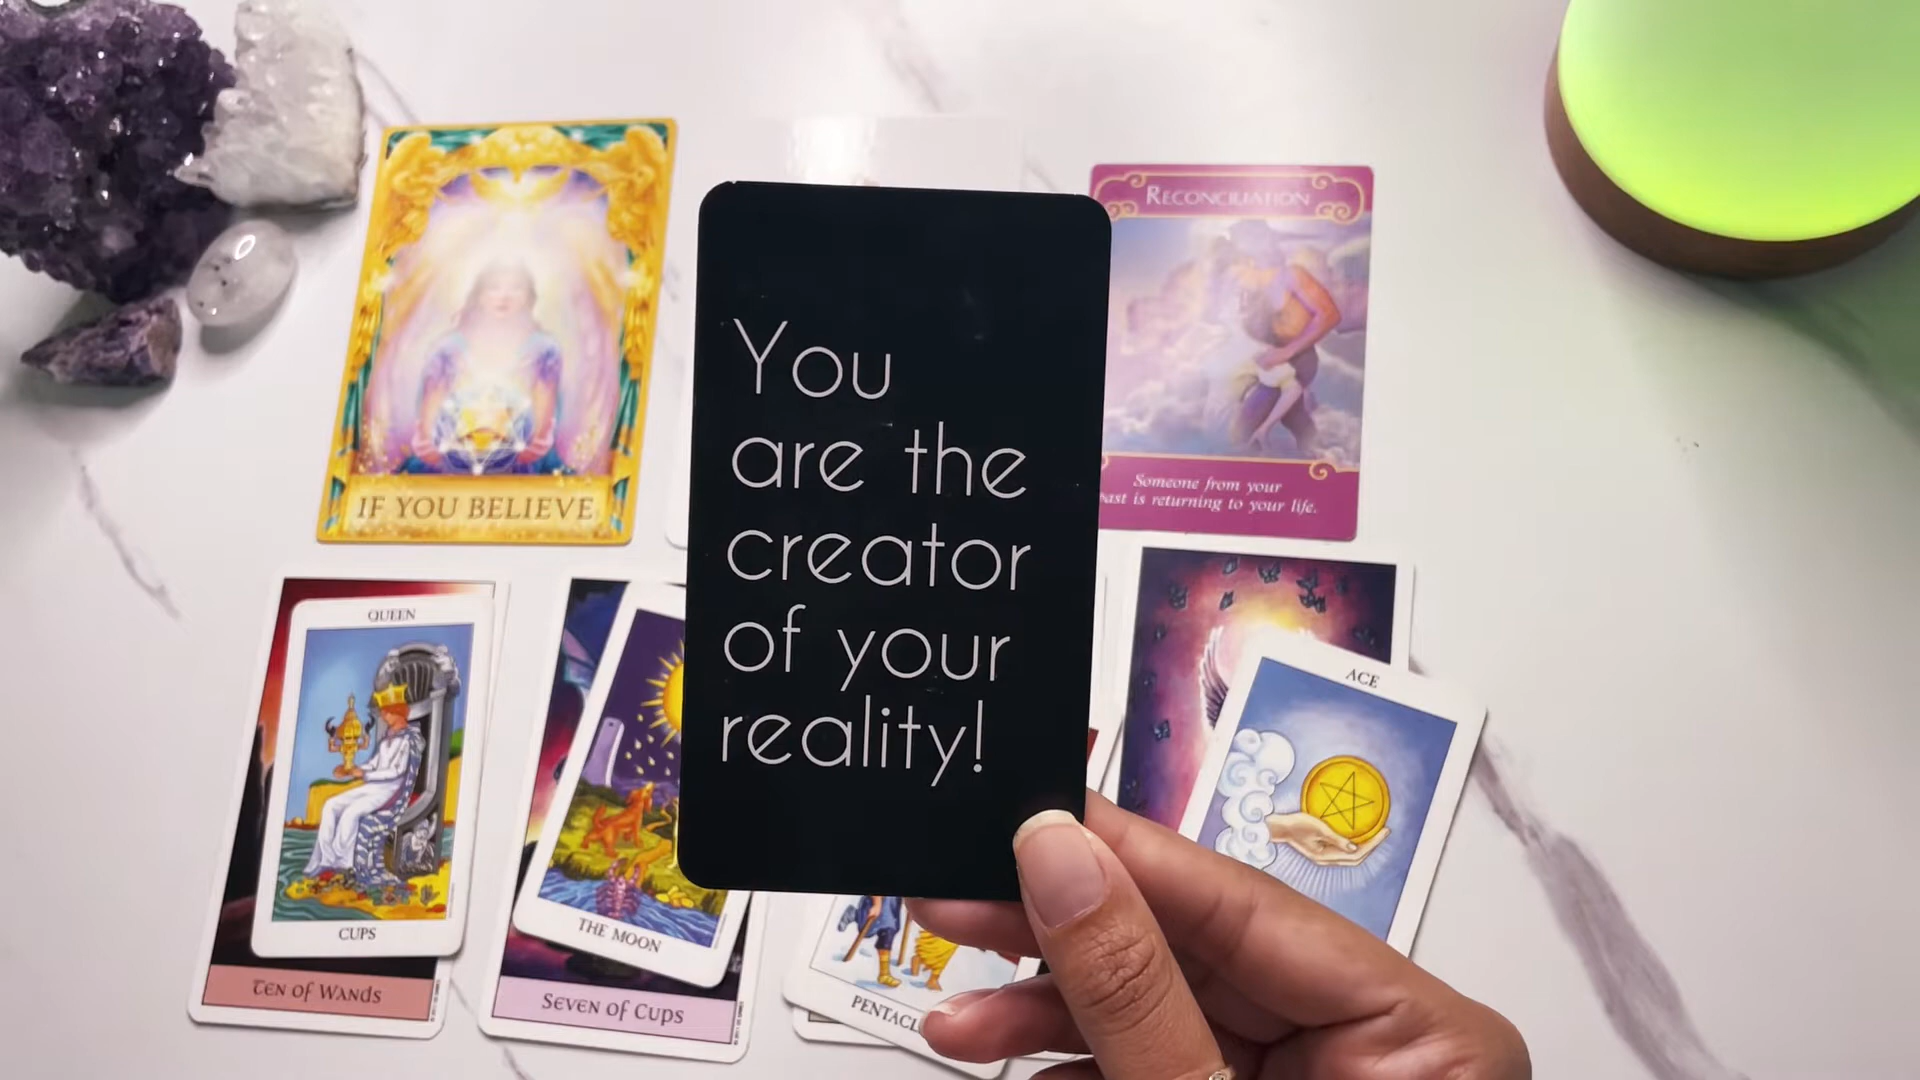 You
are the
creator
of your
reality!
IF YOU BELIEVE
RECONCILIATION
Someone from your
past is returning to your life.
QUEEN
CUPS
TEN OF WANDS
THE MOON
SEVEN OF CUPS
ACE